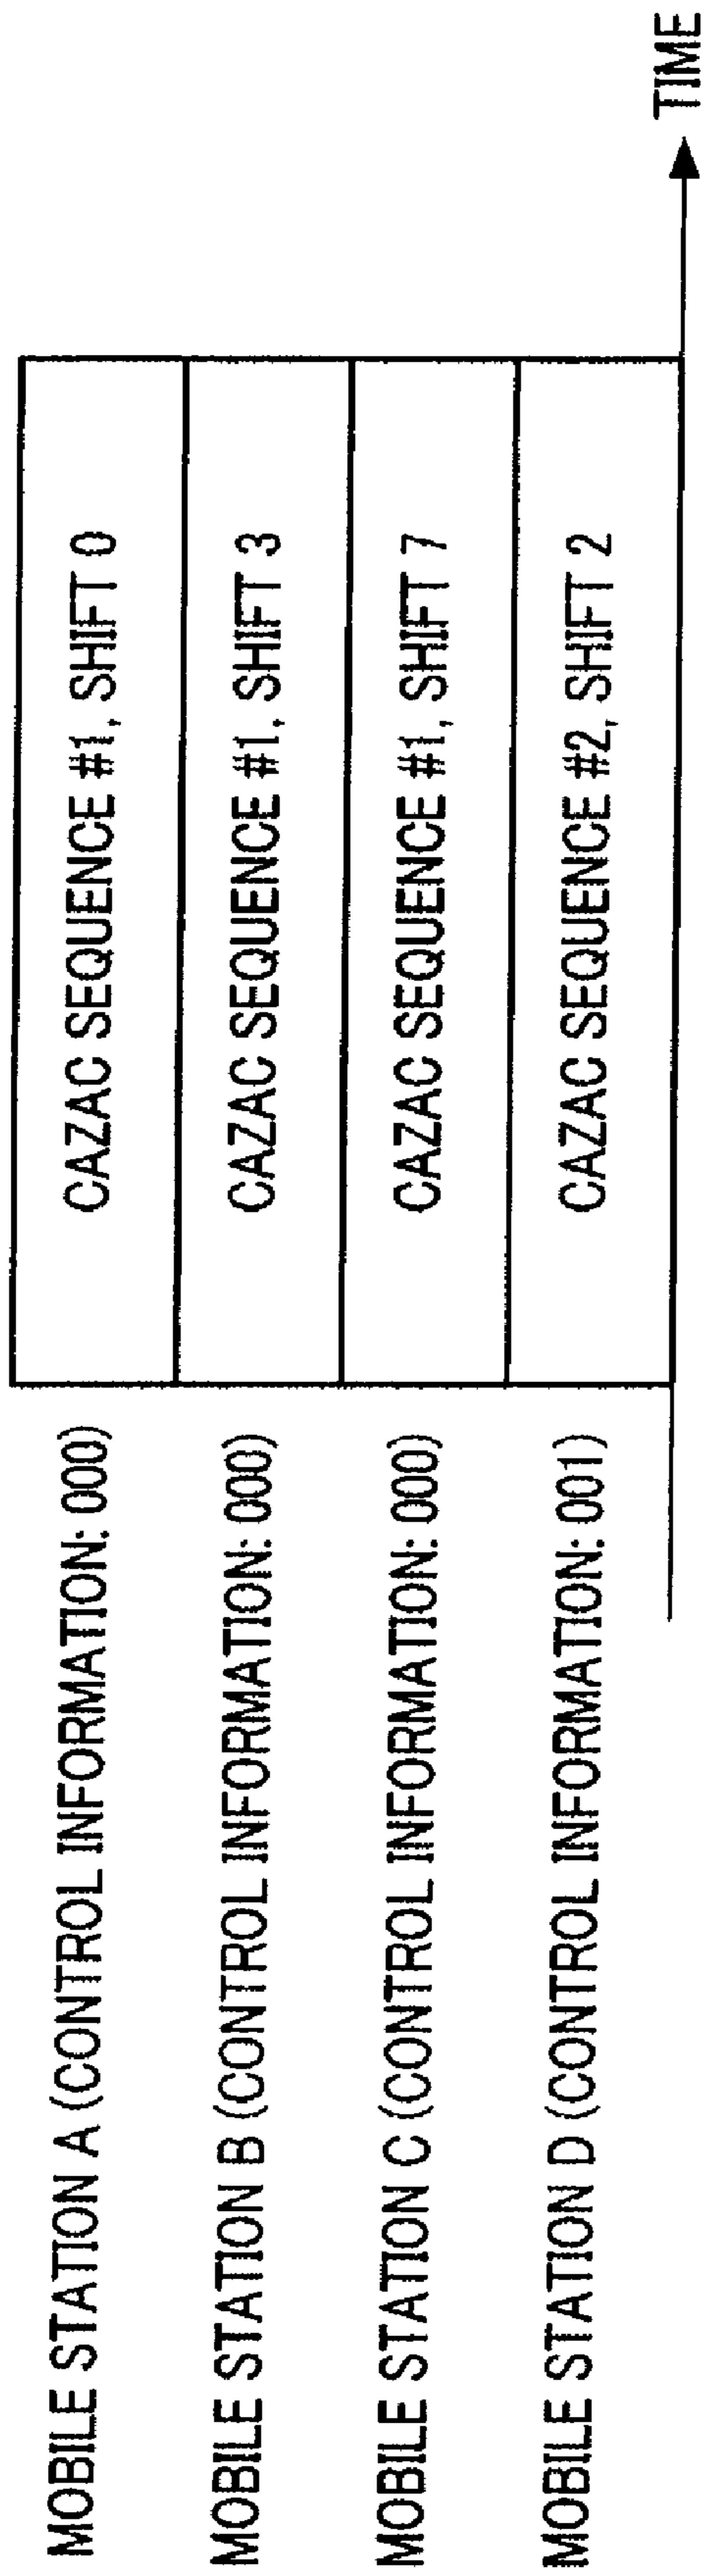 MOBILE STATION A (CONTROL INFORMATION: 000) CAZAC SEQUENCE #1, SHIFT 0
MOBILE STATION B (CONTROL INFORMATION: 000) CAZAC SEQUENCE #1, SHIFT 3
MOBILE STATION C (CONTROL INFORMATION: 000) CAZAC SEQUENCE #1, SHIFT 7
MOBILE STATION D (CONTROL INFORMATION: 001) CAZAC SEQUENCE #2, SHIFT 2
TIME